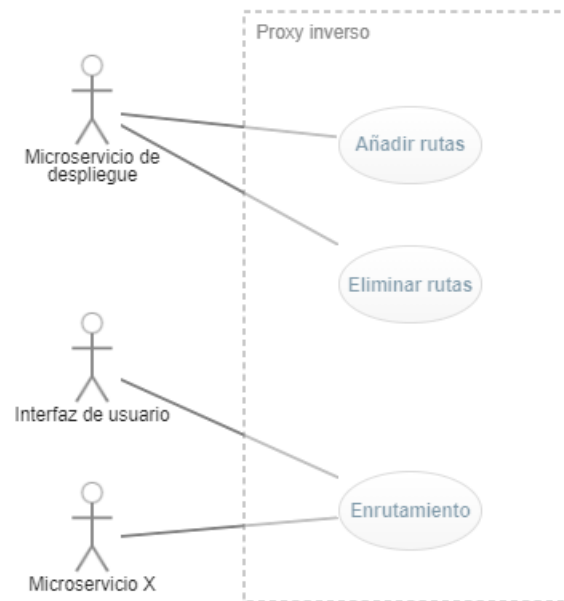 Proxy inverso
Añadir rutas
Microservicio de
despliegue
Eliminar rutas
Interfaz de usuario
Enrutamiento
Microservicio X